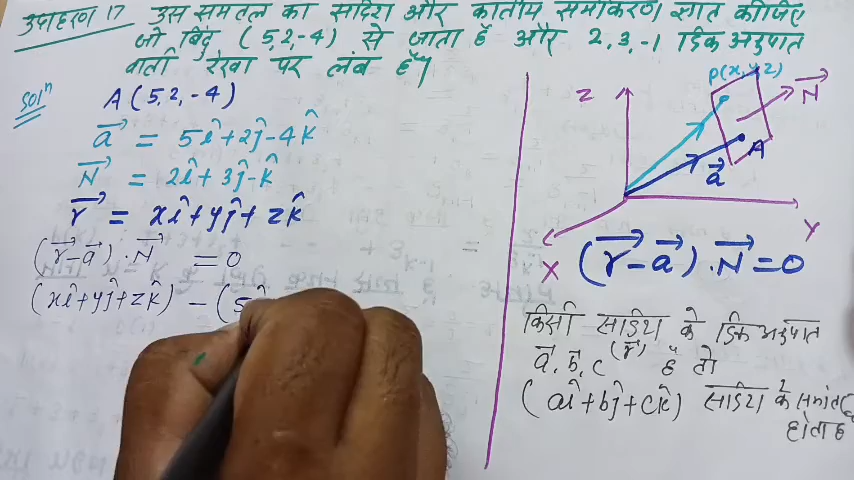 उदाहरण 17 उस समतल का सदिश और कार्तीय समीकरण ज्ञात कीजिए
जो बिंदु (5,2,-4) से जाता है और 2,3,-1 दिक अनुपात
वाली रेखा पर लंब है।
Solⁿ
A(5,2,-4)
a⃗ = 5î+2ĵ-4k̂
N⃗ = 2î+3ĵ-k̂
r⃗ = xî+yĵ+zk̂
(r⃗-a⃗).N⃗ = 0
(xî+yĵ+zk̂) - (5î
Z
P(x,y,z)
N⃗
A
a⃗
Y
X
(r⃗-a⃗).N⃗=0
किसी सदिश के दिक अनुपात
(r⃗)
a⃗, b⃗, c है तो
(aî+bĵ+ck̂) सदिश के समांतर
होता है